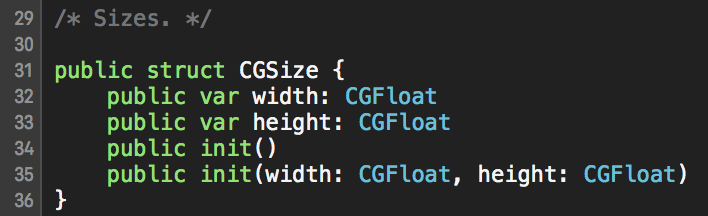 29 /* Sizes. */
30
31 public struct CGSize {
32     public var width: CGFloat
33     public var height: CGFloat
34     public init()
35     public init(width: CGFloat, height: CGFloat)
36 }